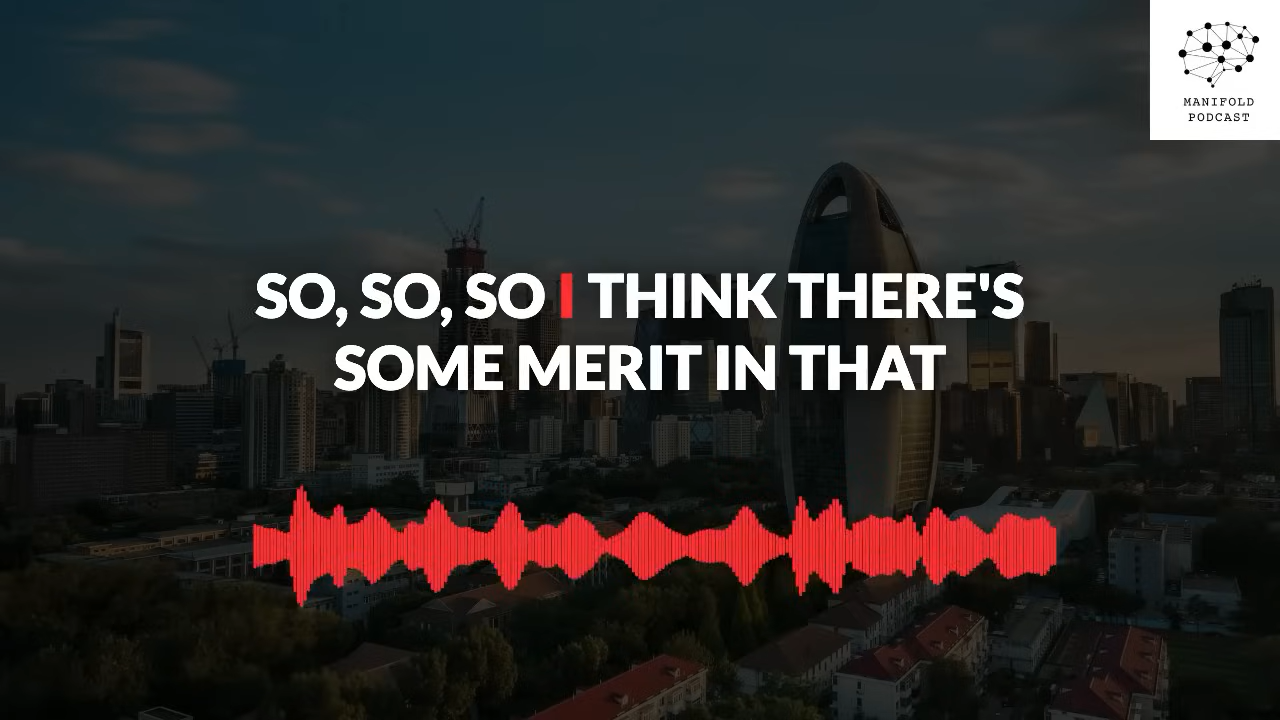 MANIFOLD
PODCAST
SO, SO, SO I THINK THERE'S
SOME MERIT IN THAT